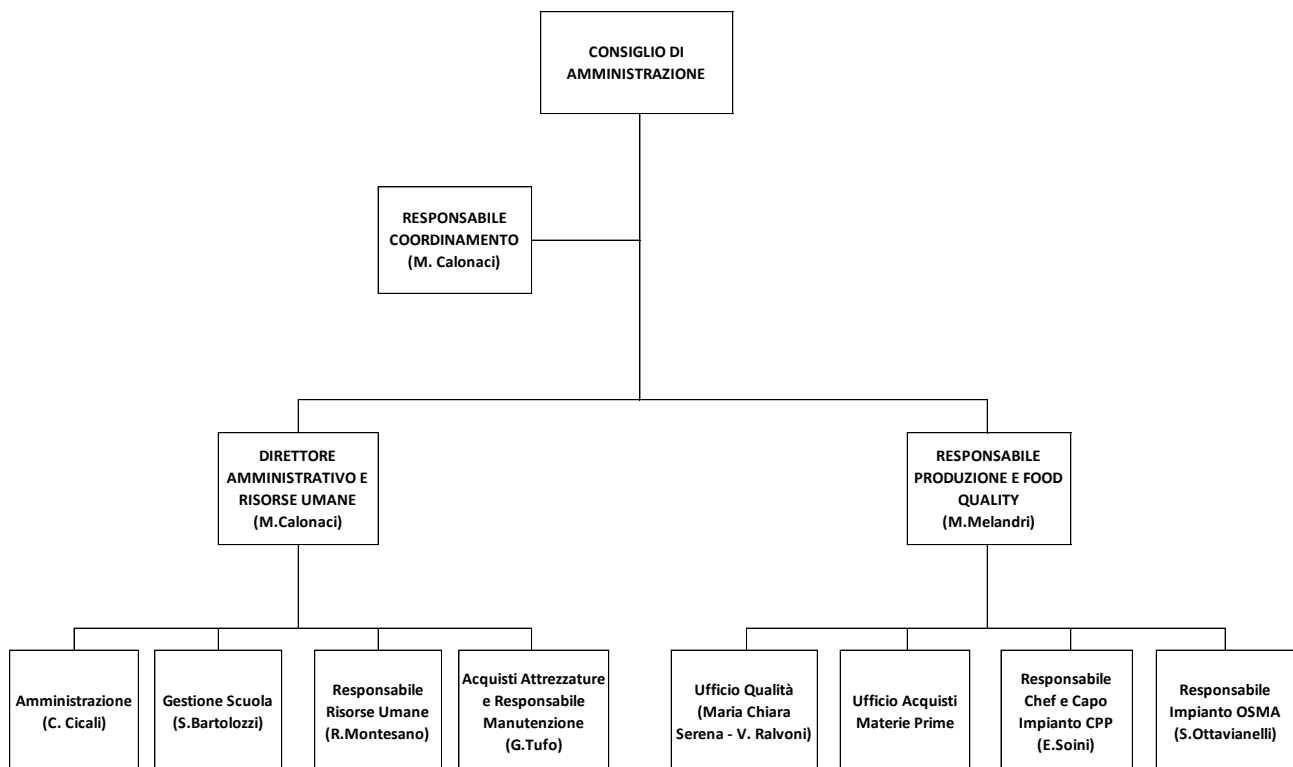 CONSIGLIO DI
AMMINISTRAZIONE
RESPONSABILE
COORDINAMENTO
(M. Calonaci)
DIRETTORE
AMMINISTRATIVO E
RISORSE UMANE
(M.Calonaci)
RESPONSABILE
PRODUZIONE E FOOD
QUALITY
(M.Melandri)
Amministrazione
(C. Cicali)
Gestione Scuola
(S.Bartolozzi)
Responsabile
Risorse Umane
(R.Montesano)
Acquisti Attrezzature
e Responsabile
Manutenzione
(G.Tufo)
Ufficio Qualità
(Maria Chiara
Serena - V. Ralvoni)
Ufficio Acquisti
Materie Prime
Responsabile
Chef e Capo
Impianto CPP
(E.Soini)
Responsabile
Impianto OSMA
(S.Ottavianelli)